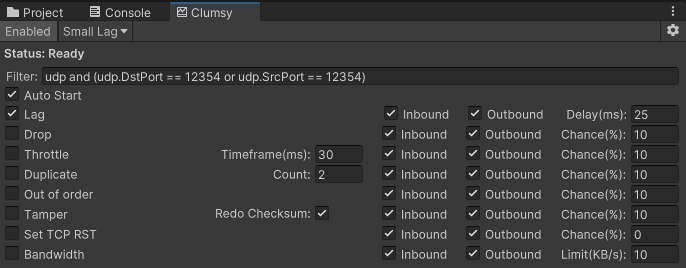 Project Console Clumsy
Enabled Small Lag
Status: Ready
Filter: udp and (udp.DstPort == 12354 or udp.SrcPort == 12354)
Auto Start
Lag Inbound Outbound Delay(ms): 25
Drop Inbound Outbound Chance(%): 10
Throttle Timeframe(ms): 30 Inbound Outbound Chance(%): 10
Duplicate Count: 2 Inbound Outbound Chance(%): 10
Out of order Inbound Outbound Chance(%): 10
Tamper Redo Checksum: Inbound Outbound Chance(%): 10
Set TCP RST Inbound Outbound Chance(%): 0
Bandwidth Inbound Outbound Limit(KB/s): 10